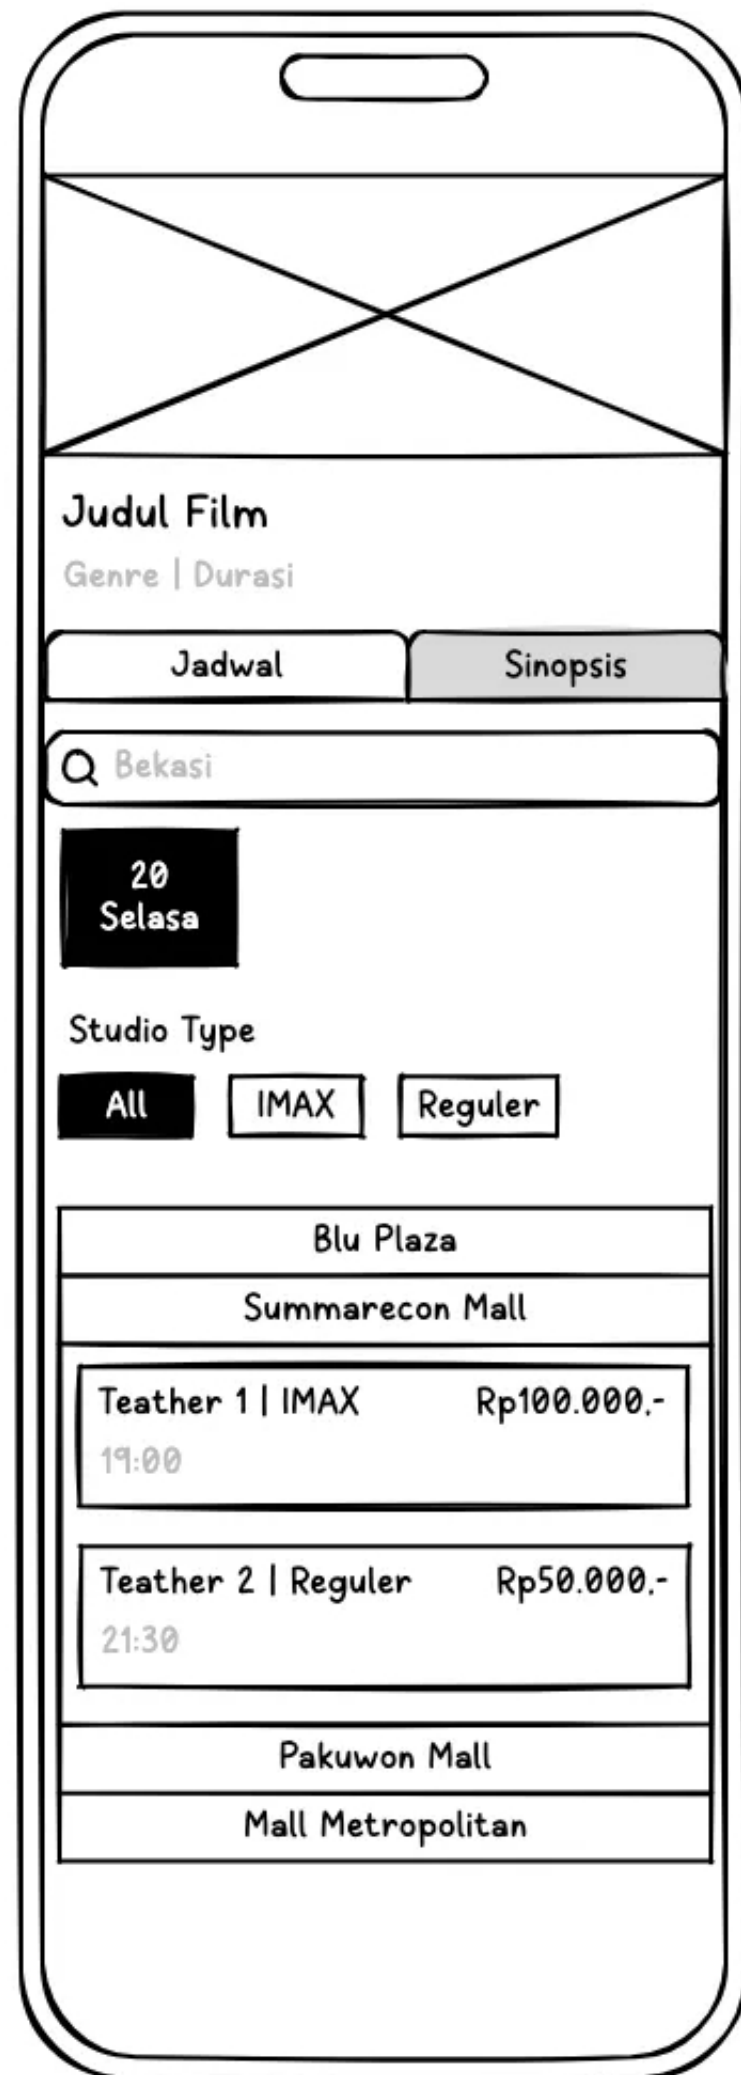 Judul Film
Genre | Durasi
Jadwal
Sinopsis
Bekasi
20
Selasa
Studio Type
All
IMAX
Reguler
Blu Plaza
Summarecon Mall
Teather 1 | IMAX
Rp100.000,-
19:00
Teather 2 | Reguler
Rp50.000,-
21:30
Pakuwon Mall
Mall Metropolitan